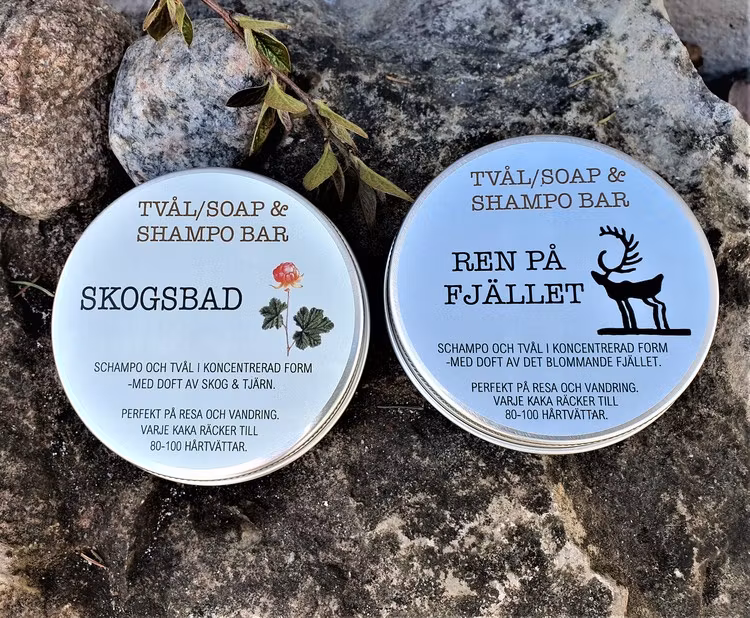 TVÅL/SOAP &
SHAMPO BAR
SKOGSBAD
SCHAMPO OCH TVÅL I KONCENTRERAD FORM
-MED DOFT AV SKOG & TJÄRN.
PERFEKT PÅ RESA OCH VANDRING.
VARJE KAKA RÄCKER TILL
80-100 HÅRTVÄTTAR.
TVÅL/SOAP &
SHAMPO BAR
REN PÅ
FJÄLLET
SCHAMPO OCH TVÅL I KONCENTRERAD FORM
-MED DOFT AV DET BLOMMANDE FJÄLLET.
PERFEKT PÅ RESA OCH VANDRING.
VARJE KAKA RÄCKER TILL
80-100 HÅRTVÄTTAR.